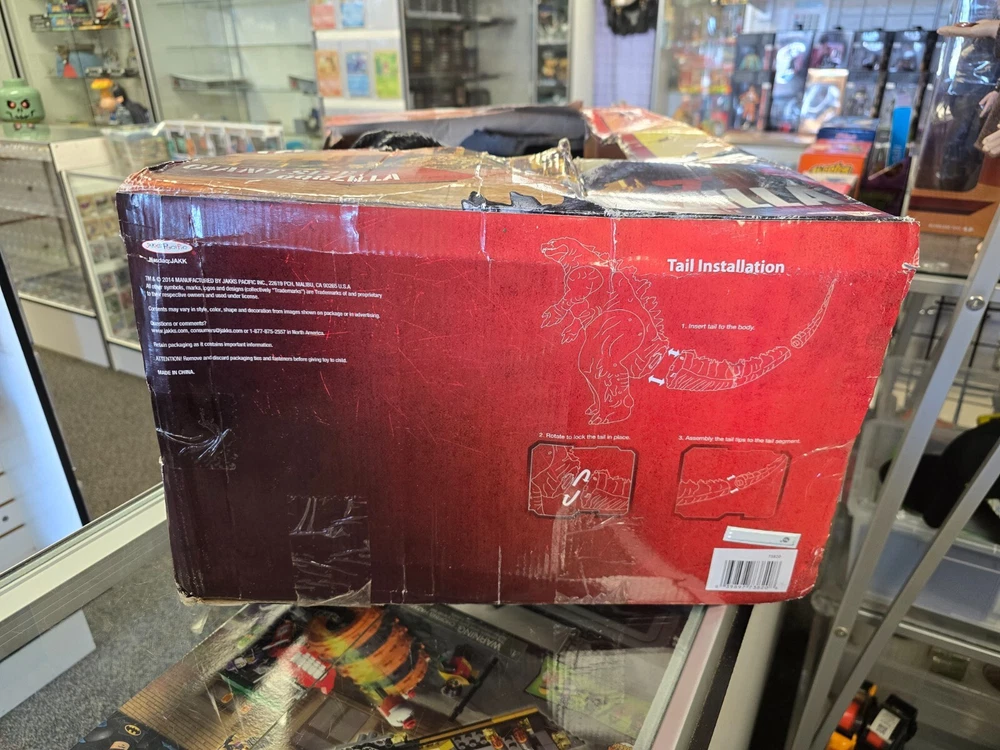 GODZILLA
ZILLA
JAKKS Pacific
Tail Installation
TM & © 2014 MANUFACTURED BY JAKKS PACIFIC INC., 22619 PCH, MALIBU, CA 90265 U.S.A
All other symbols, marks, logos and designs (collectively "Trademarks") are Trademarks of and proprietary
to their respective owners and used under license.
Contents may vary in style, color, shape and decoration from images shown on package or in advertising.
Questions or comments?
www.jakks.com, consumers@jakks.com or 1-877-875-2557 in North America.
Retain packaging as it contains important information.
ATTENTION! Remove and discard packaging ties and fasteners before giving toy to child.
MADE IN CHINA.
1. Insert tail to the body.
2. Rotate to lock the tail in place.
3. Assembly the tail tips to the tail segment.
WARNING